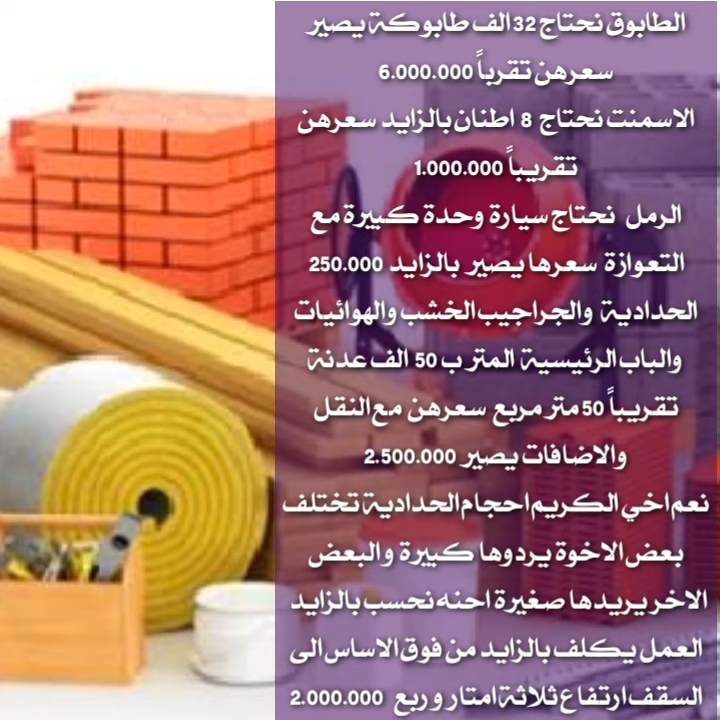 الطابوق نحتاج 32 الف طابوكة يصير
سعرهن تقرباً 6.000.000
الاسمنت نحتاج 8 اطنان بالزايد سعرهن
تقريباً 1.000.000
الرمل نحتاج سيارة وحدة كبيرة مع
التعوازة سعرها يصير بالزايد 250.000
الحدادية والجراجيب الخشب والهوائيات
والباب الرئيسية المتر ب 50 الف عدنة
تقريباً 50 متر مربع سعرهن مع النقل
والاضافات يصير 2.500.000
نعم اخي الكريم احجام الحدادية تختلف
بعض الاخوة يردوها كبيرة والبعض
الاخر يريدها صغيرة احنه نحسب بالزايد
العمل يكلف بالزايد من فوق الاساس الى
السقف ارتفاع ثلاثة امتار و ربع 2.000.000